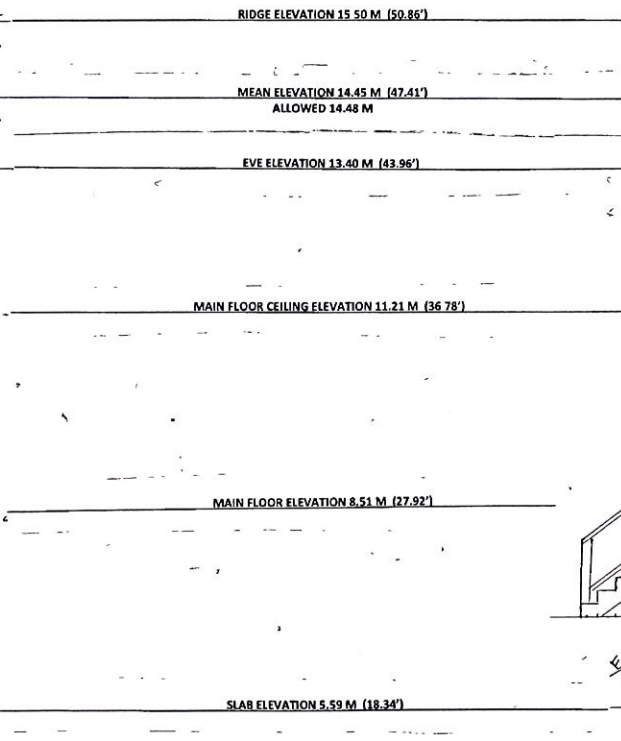 RIDGE ELEVATION 15 50 M (50.86')
MEAN ELEVATION 14.45 M (47.41')
ALLOWED 14.48 M
EVE ELEVATION 13.40 M (43.96')
MAIN FLOOR CEILING ELEVATION 11.21 M (36 78')
MAIN FLOOR ELEVATION 8.51 M (27.92')
SLAB ELEVATION 5.59 M (18.34')